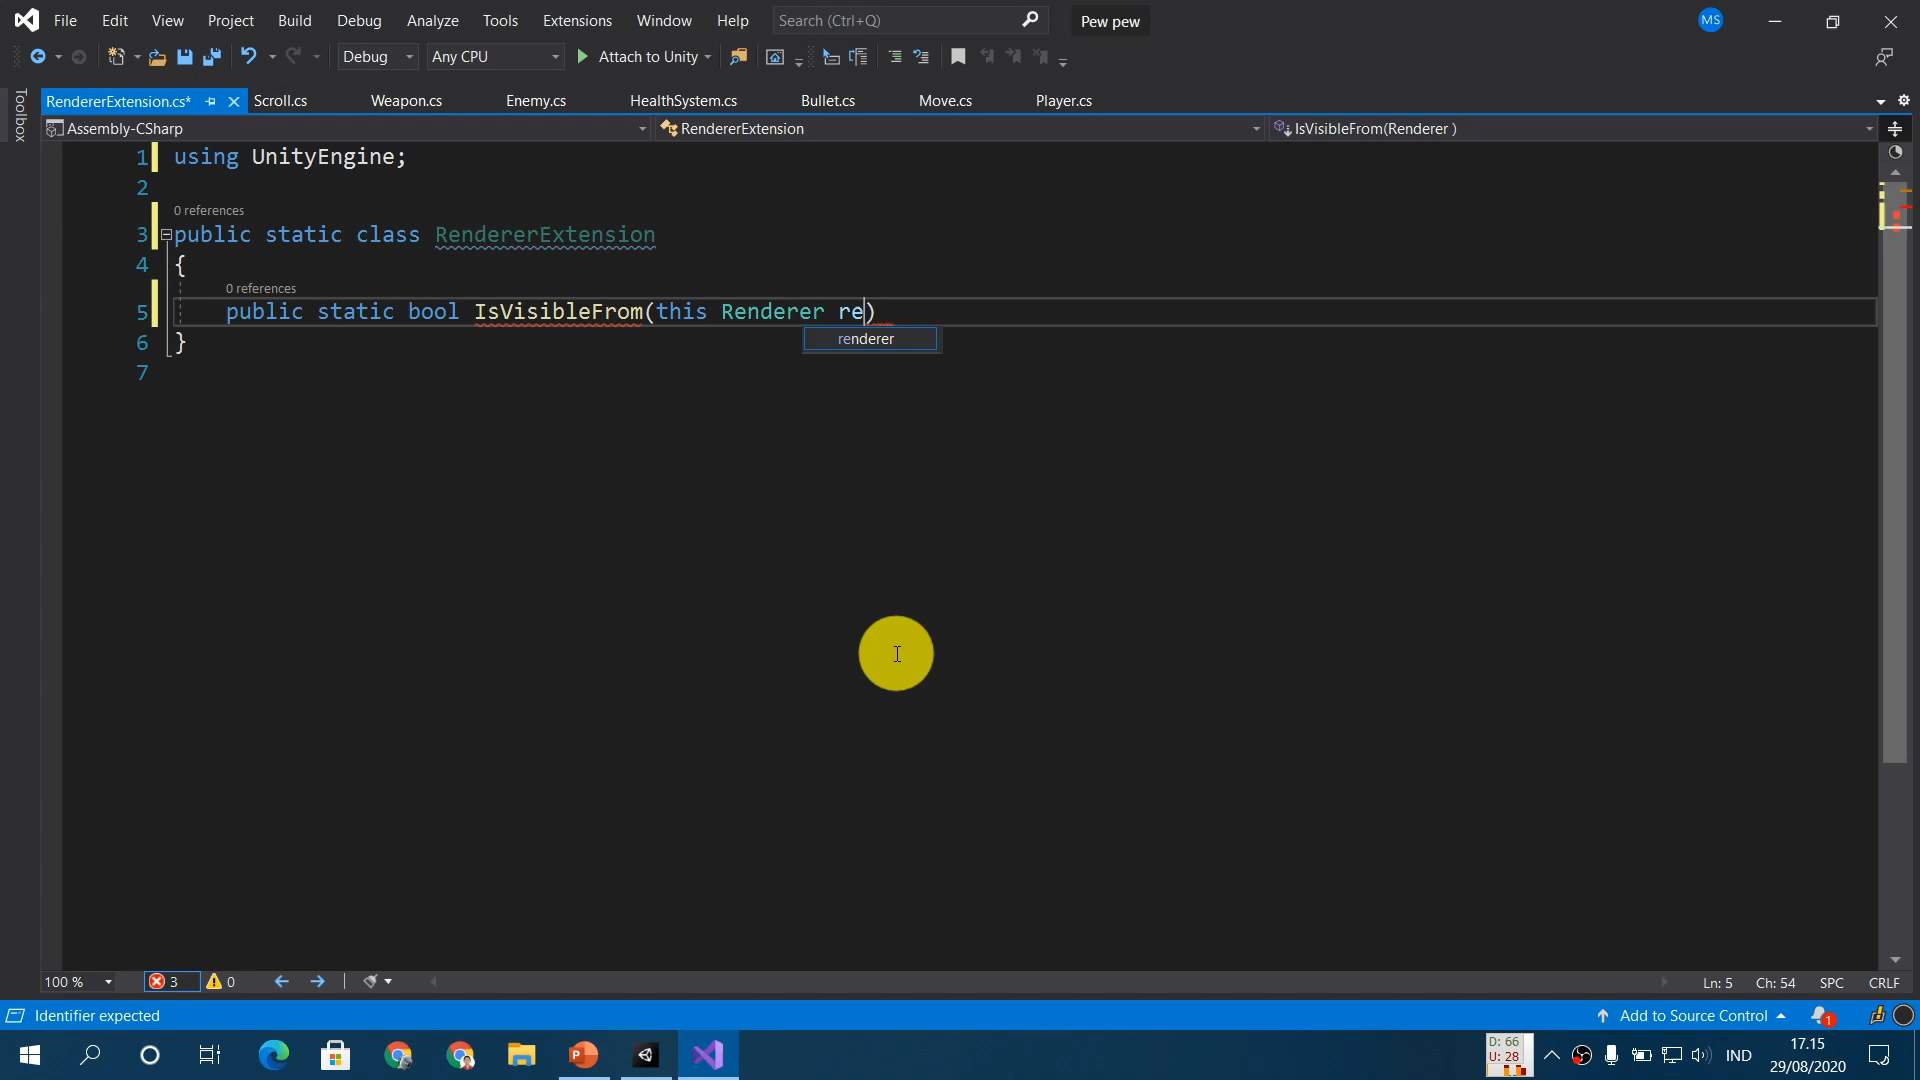 File Edit View Project Build Debug Analyze Tools Extensions Window Help Search (Ctrl+Q) Pew pew MS
Debug Any CPU Attach to Unity
Toolbox
RendererExtension.cs* Scroll.cs Weapon.cs Enemy.cs HealthSystem.cs Bullet.cs Move.cs Player.cs
Assembly-CSharp RendererExtension IsVisibleFrom(Renderer )
1 using UnityEngine;
2
0 references
3 public static class RendererExtension
4 {
0 references
5 public static bool IsVisibleFrom(this Renderer re)
renderer
6 }
7
100 % 3 0 Ln: 5 Ch: 54 SPC CRLF
Identifier expected Add to Source Control 1
D: 66
U: 28
IND
17.15
29/08/2020